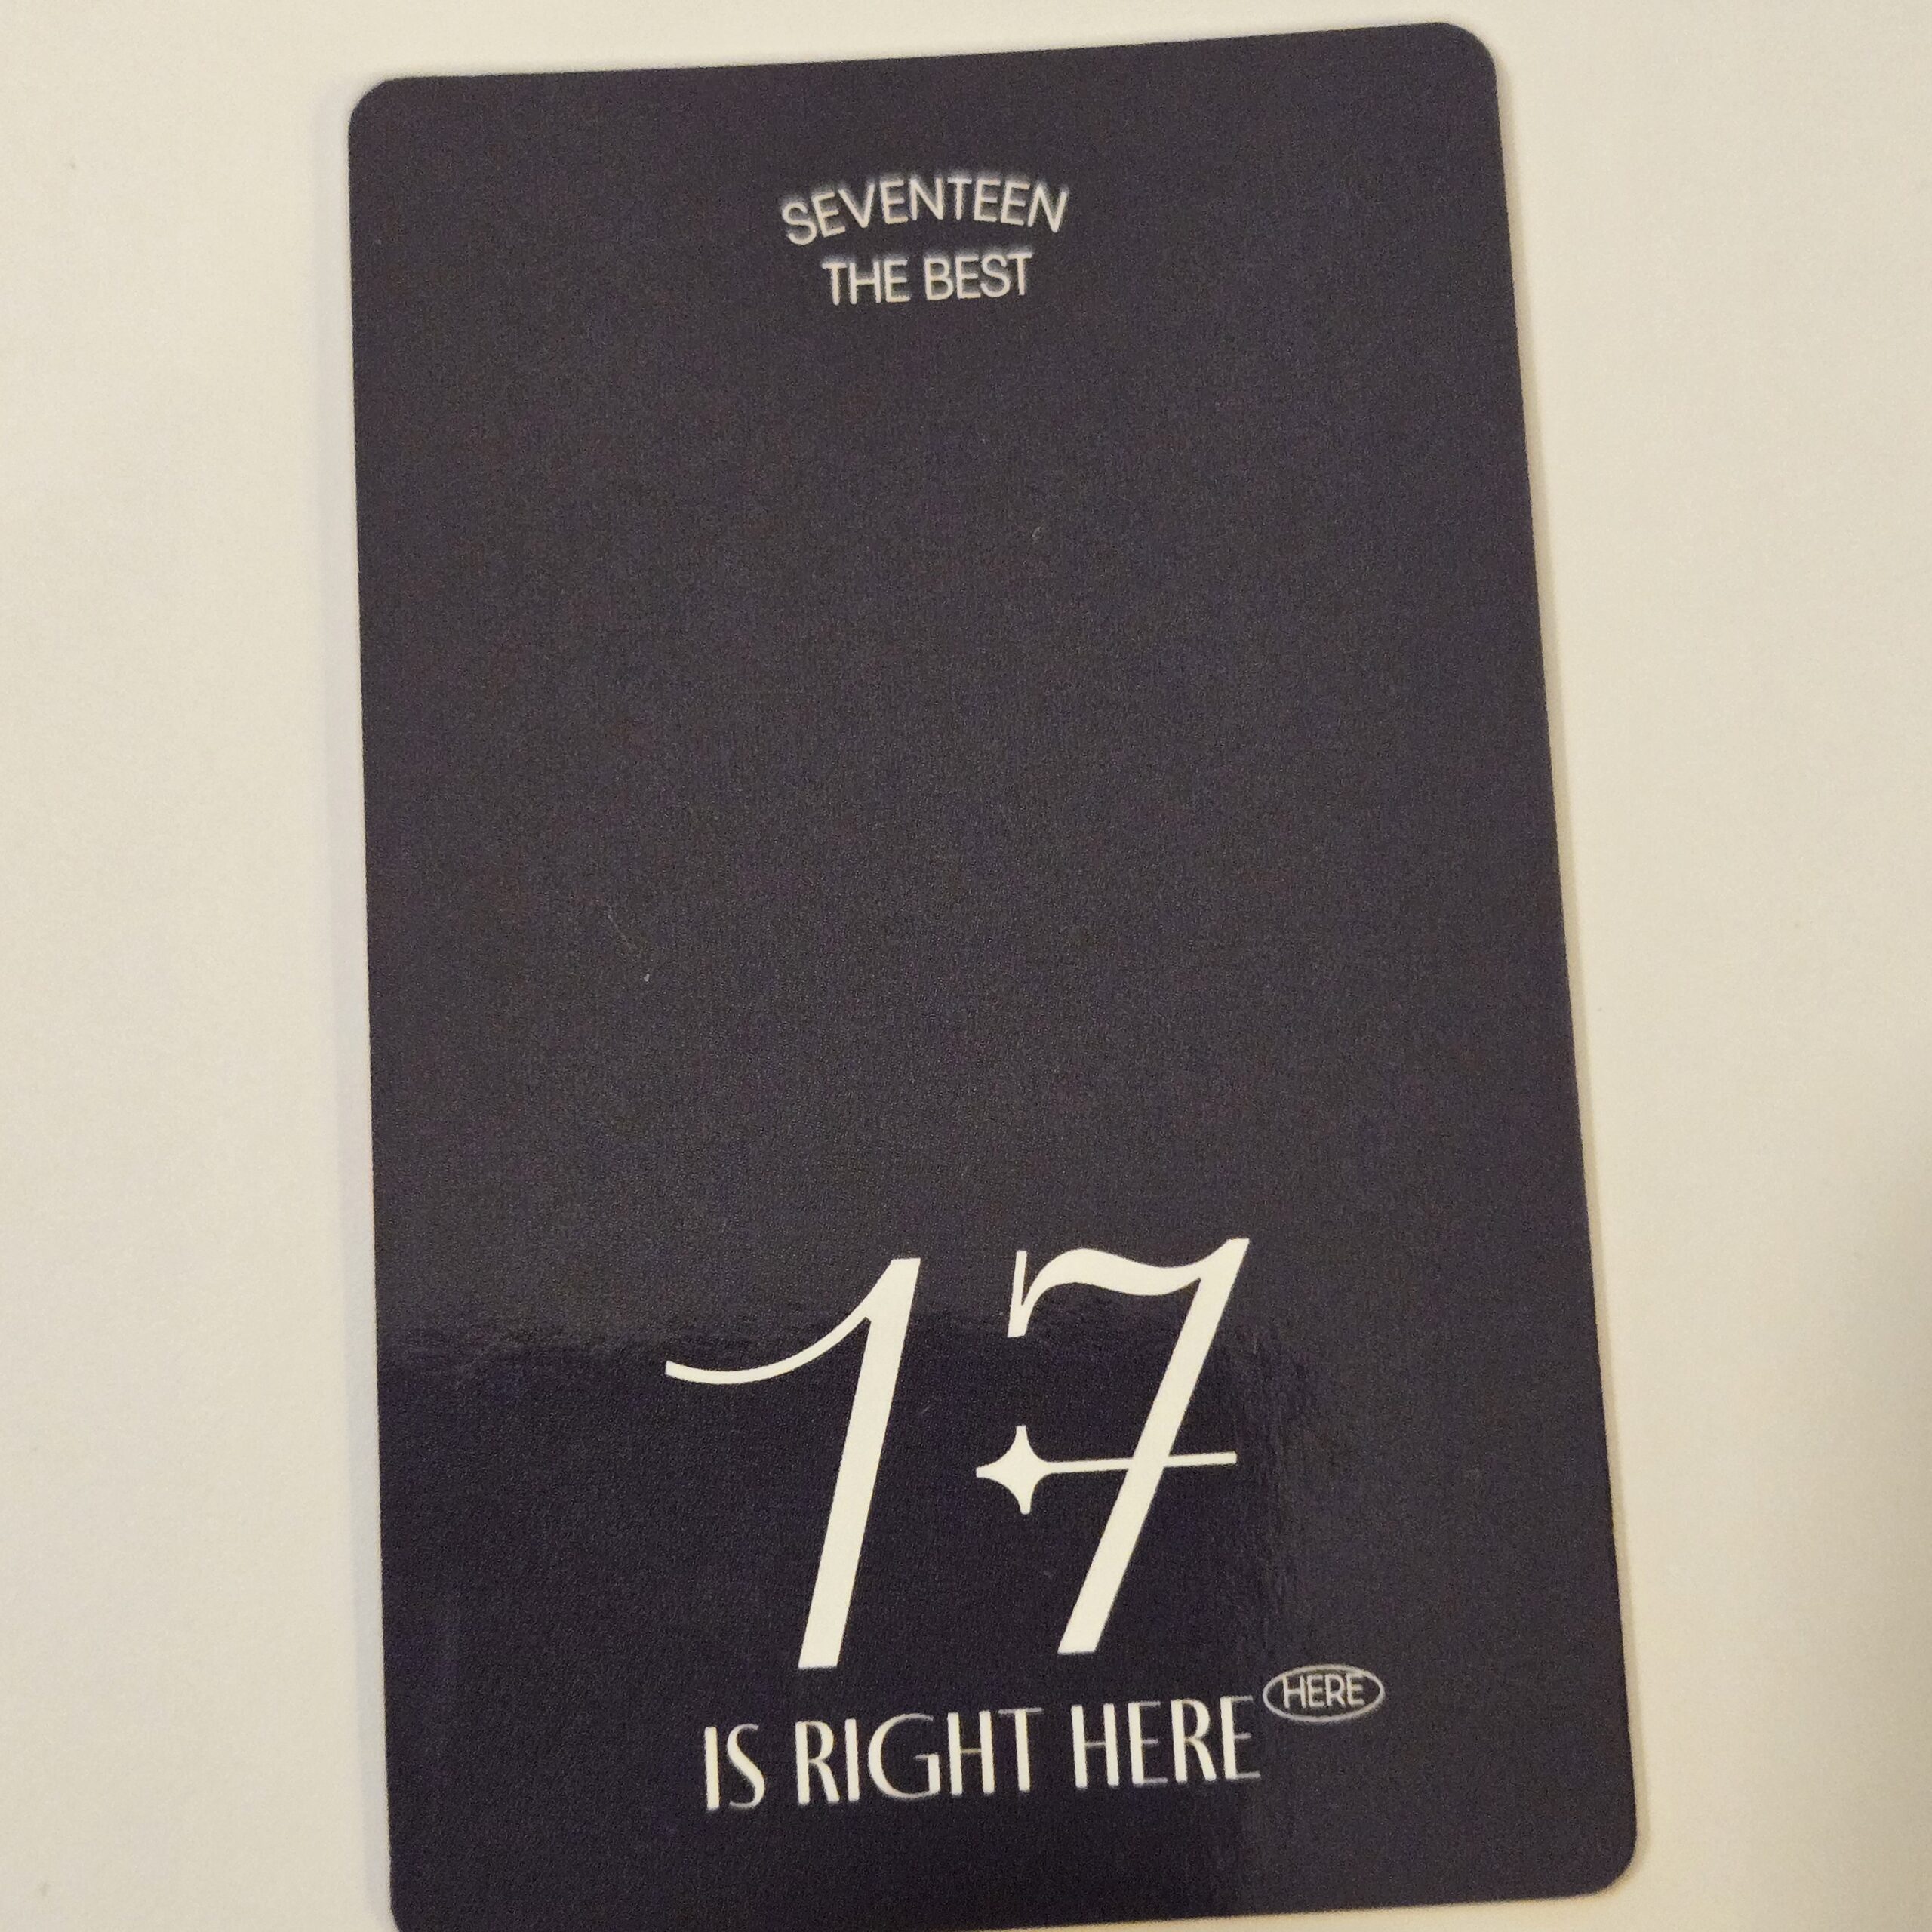 SEVENTEEN
THE BEST
17
IS RIGHT HERE HERE